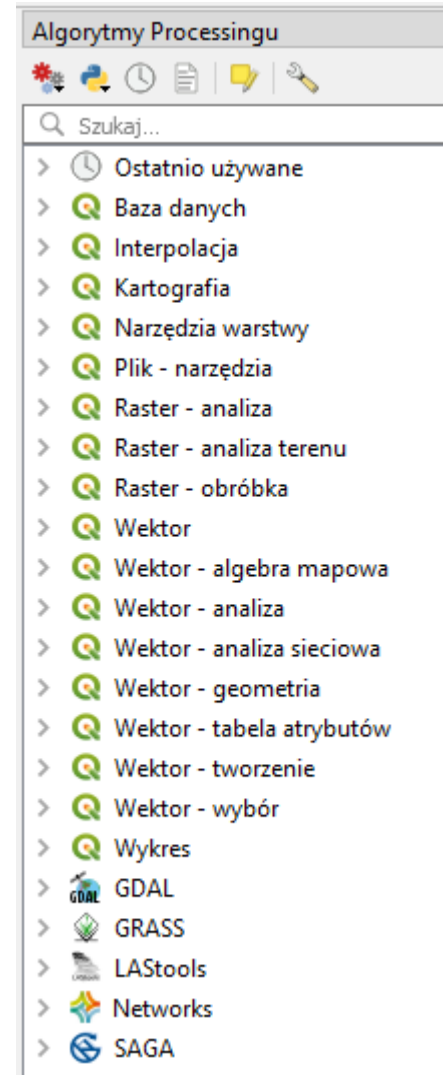 Algorytmy Processingu
Szukaj...
Ostatnio używane
Baza danych
Interpolacja
Kartografia
Narzędzia warstwy
Plik - narzędzia
Raster - analiza
Raster - analiza terenu
Raster - obróbka
Wektor
Wektor - algebra mapowa
Wektor - analiza
Wektor - analiza sieciowa
Wektor - geometria
Wektor - tabela atrybutów
Wektor - tworzenie
Wektor - wybór
Wykres
GDAL GDAL
GRASS
LAStools
Networks
SAGA